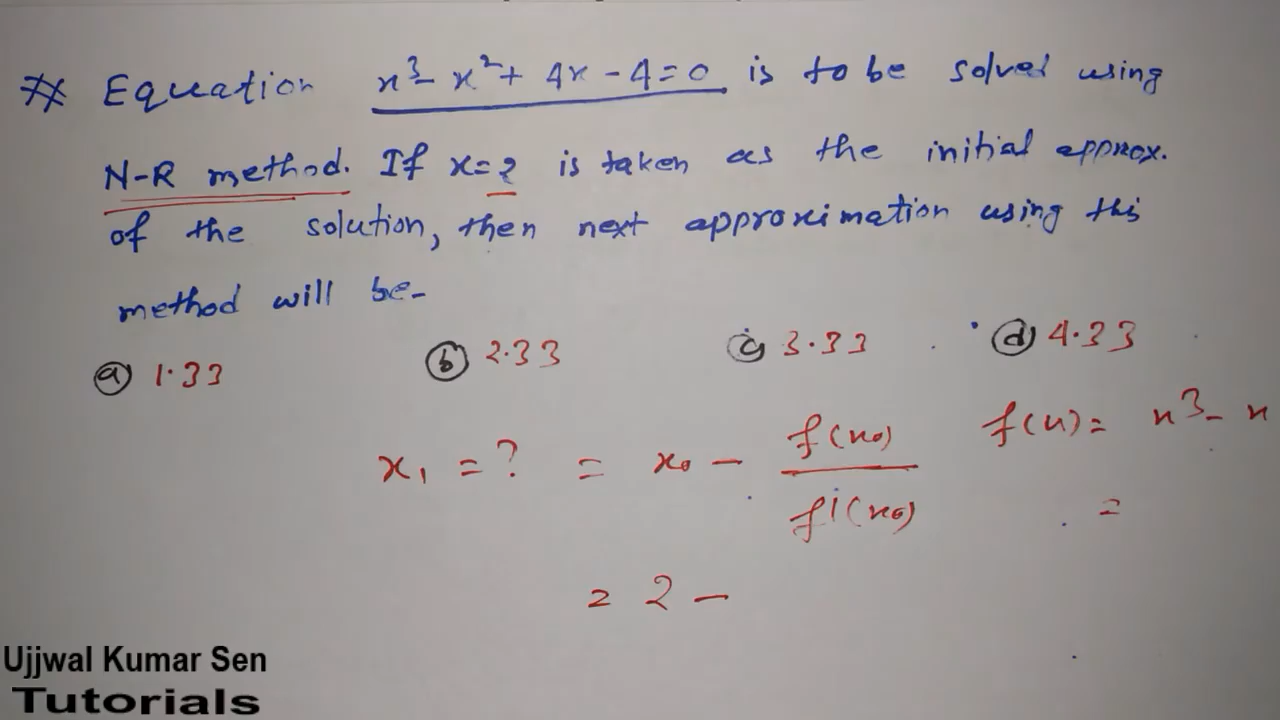 ** Equation x³ - x² + 4x - 4 = 0 is to be solved using
N-R method. If x=2 is taken as the initial approx.
of the solution, then next approximation using this
method will be-
(a) 1.33 (b) 2.33 (c) 3.33 (d) 4.33
x₁ = ? = x₀ - f(x₀) / f'(x₀) f(x) = x³ - x
=
= 2 -
Ujjwal Kumar Sen
Tutorials